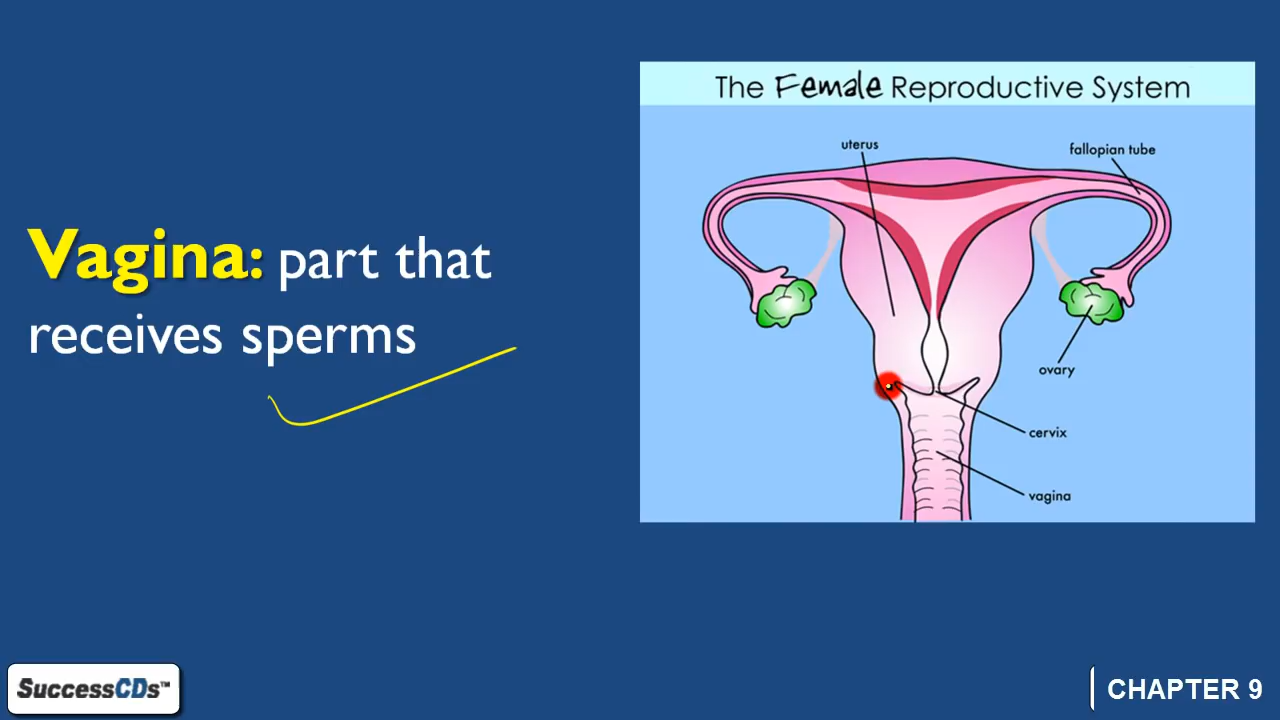 Vagina: part that
receives sperms
The Female Reproductive System
uterus
fallopian tube
ovary
cervix
vagina
SuccessCDs™
CHAPTER 9